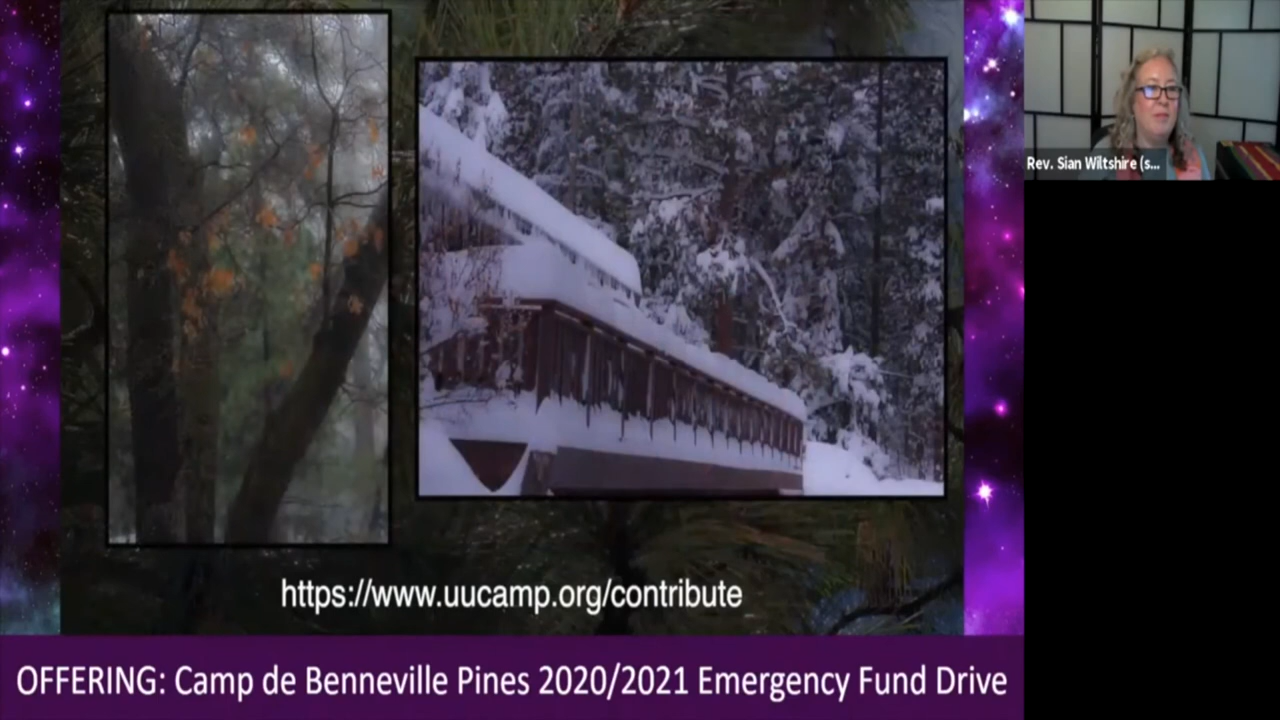 Rev. Sian Wiltshire (s...
https://www.uucamp.org/contribute
OFFERING: Camp de Benneville Pines 2020/2021 Emergency Fund Drive